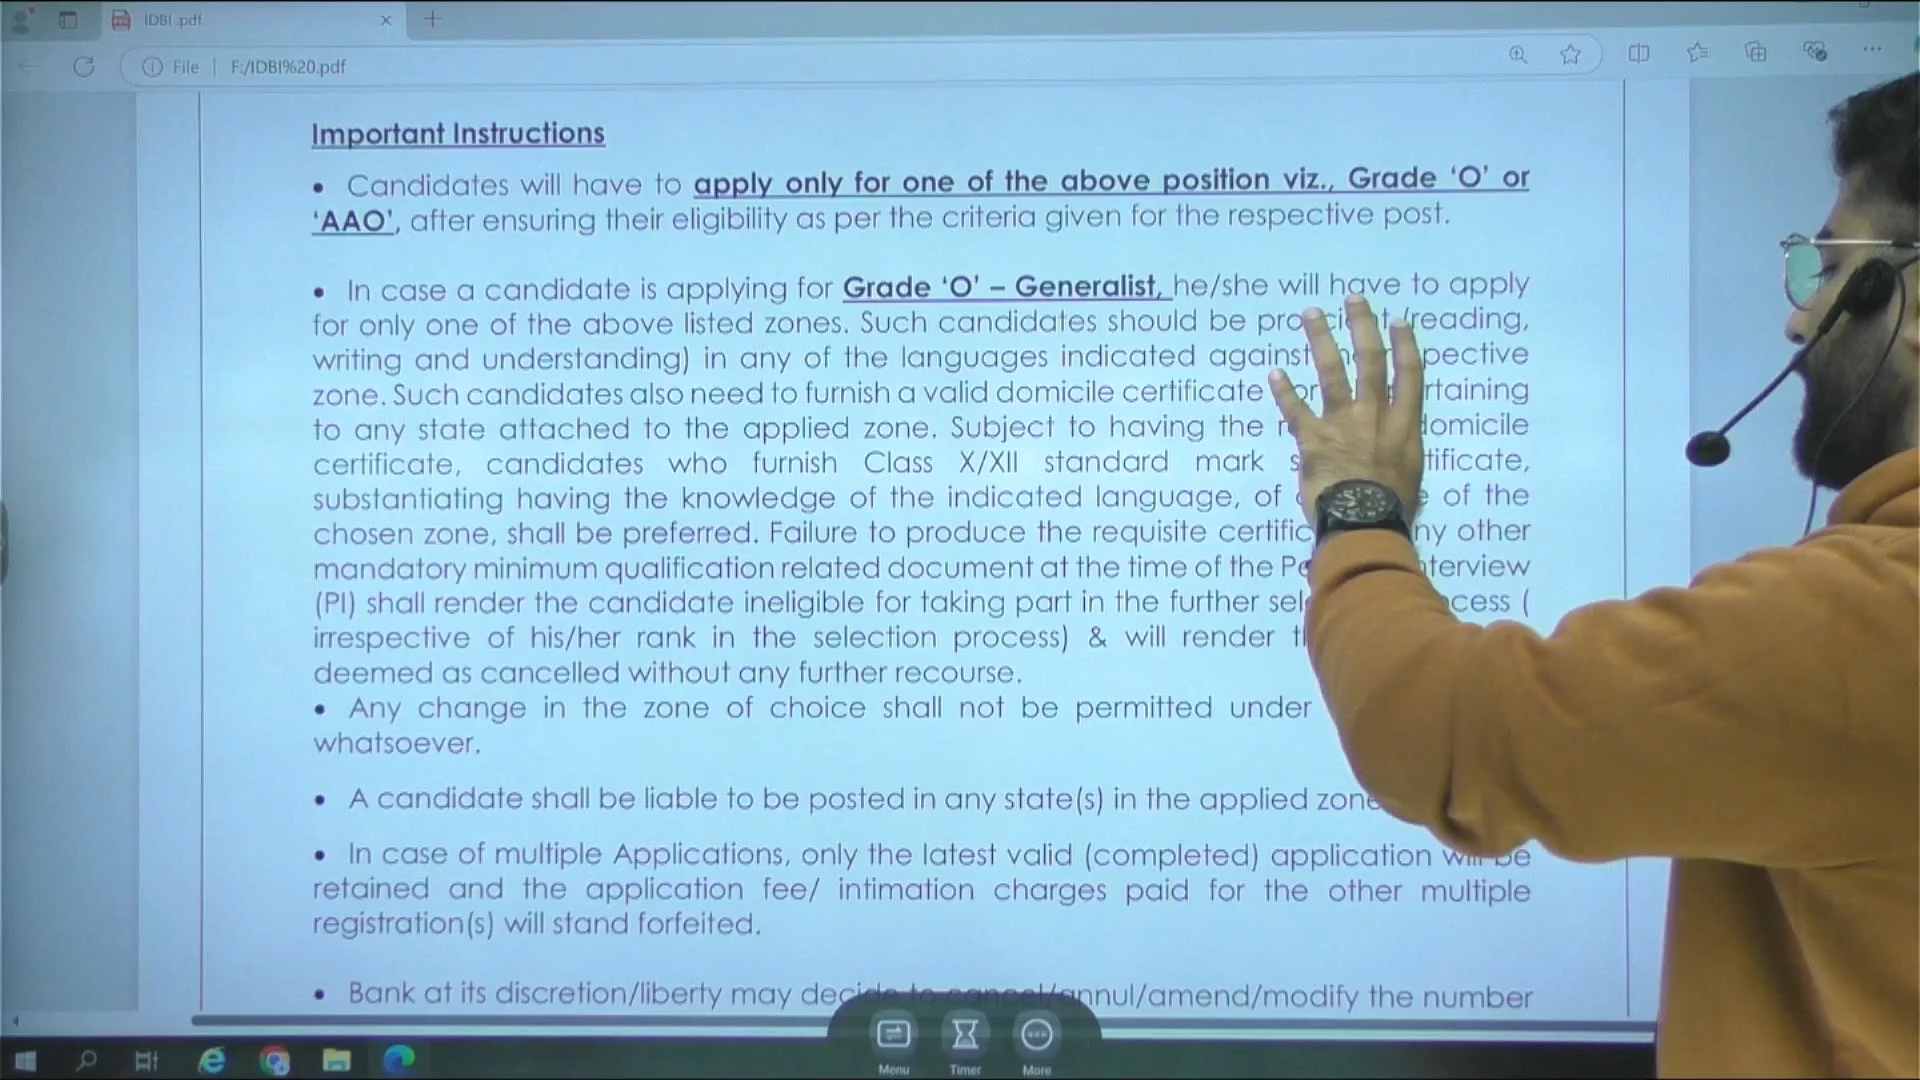 IDBI .pdf
File | F:/IDBI%20.pdf
Important Instructions
• Candidates will have to apply only for one of the above position viz., Grade ‘O’ or
‘AAO’, after ensuring their eligibility as per the criteria given for the respective post.
• In case a candidate is applying for Grade ‘O’ – Generalist, he/she will have to apply
for only one of the above listed zones. Such candidates should be (reading,
writing and understanding) in any of the languages indicated against
zone. Such candidates also need to furnish a valid domicile certificate
to any state attached to the applied zone. Subject to having the domicile
certificate, candidates who furnish Class X/XII standard mark
substantiating having the knowledge of the indicated language, of of the
chosen zone, shall be preferred. Failure to produce the requisite other
mandatory minimum qualification related document at the time of the Interview
(PI) shall render the candidate ineligible for taking part in the further (
irrespective of his/her rank in the selection process) & will render
deemed as cancelled without any further recourse.
• Any change in the zone of choice shall not be permitted under
whatsoever.
• A candidate shall be liable to be posted in any state(s) in the applied zone
• In case of multiple Applications, only the latest valid (completed) application will be
retained and the application fee/ intimation charges paid for the other multiple
registration(s) will stand forfeited.
• Bank at its discretion/liberty may decide to cancel/annul/amend/modify the number
Menu Timer More